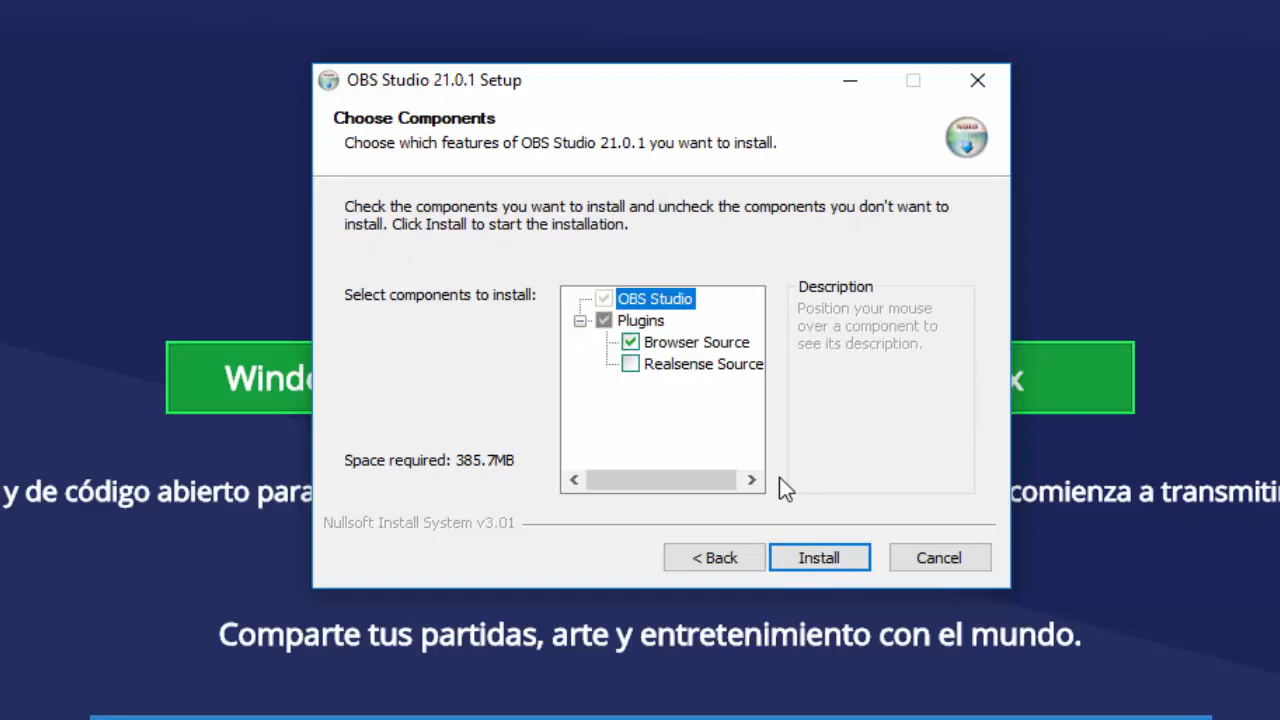 OBS Studio 21.0.1 Setup
Choose Components
Choose which features of OBS Studio 21.0.1 you want to install.
Check the components you want to install and uncheck the components you don't want to
install. Click Install to start the installation.
Select components to install:
OBS Studio
Plugins
Browser Source
Realsense Source
Description
Position your mouse
over a component to
see its description.
Space required: 385.7MB
Nullsoft Install System v3.01
< Back
Install
Cancel
y de código abierto para
comienza a transmitir
Comparte tus partidas, arte y entretenimiento con el mundo.